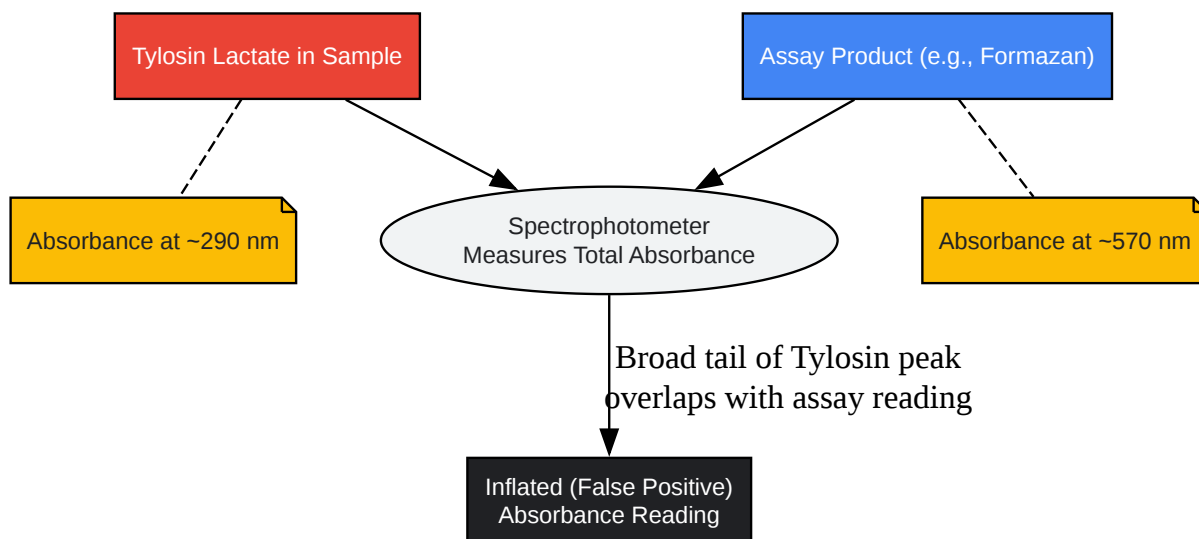 Tylosin Lactate in Sample
Assay Product (e.g., Formazan)
Absorbance at ~290 nm
Spectrophotometer
Measures Total Absorbance
Absorbance at ~570 nm
Broad tail of Tylosin peak
overlaps with assay reading
Inflated (False Positive)
Absorbance Reading